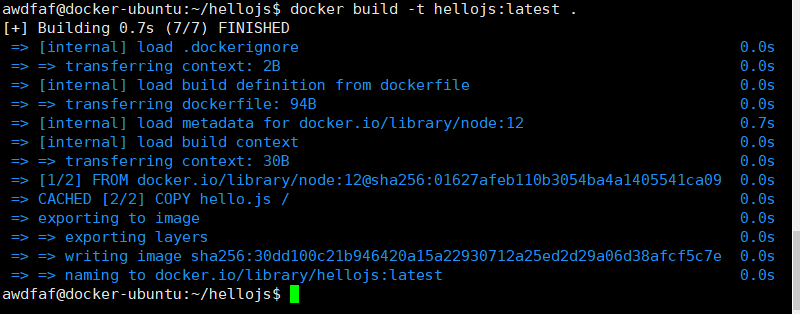 awdfaf@docker-ubuntu:~/hellojs$ docker build -t hellojs:latest .
[+] Building 0.7s (7/7) FINISHED
=> [internal] load .dockerignore 0.0s
=> => transferring context: 2B 0.0s
=> [internal] load build definition from dockerfile 0.0s
=> => transferring dockerfile: 94B 0.0s
=> [internal] load metadata for docker.io/library/node:12 0.7s
=> [internal] load build context 0.0s
=> => transferring context: 30B 0.0s
=> [1/2] FROM docker.io/library/node:12@sha256:01627afeb110b3054ba4a1405541ca09 0.0s
=> CACHED [2/2] COPY hello.js / 0.0s
=> exporting to image 0.0s
=> => exporting layers 0.0s
=> => writing image sha256:30dd100c21b946420a15a22930712a25ed2d29a06d38afcf5c7e 0.0s
=> => naming to docker.io/library/hellojs:latest 0.0s
awdfaf@docker-ubuntu:~/hellojs$